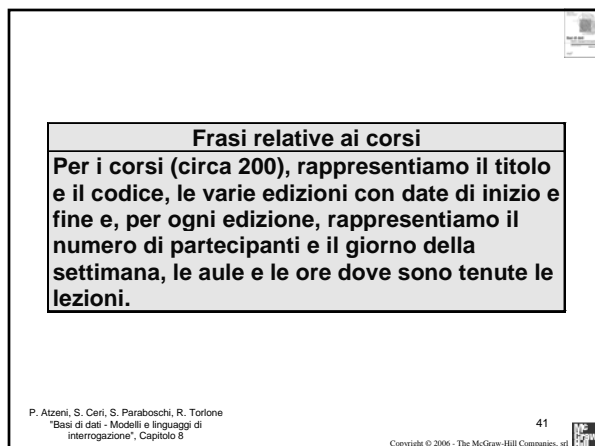 Frasi relative ai corsi
Per i corsi (circa 200), rappresentiamo il titolo
e il codice, le varie edizioni con date di inizio e
fine e, per ogni edizione, rappresentiamo il
numero di partecipanti e il giorno della
settimana, le aule e le ore dove sono tenute le
lezioni.
P. Atzeni, S. Ceri, S. Paraboschi, R. Torlone
"Basi di dati - Modelli e linguaggi di
interrogazione", Capitolo 8
41
Copyright © 2006 - The McGraw-Hill Companies, srl